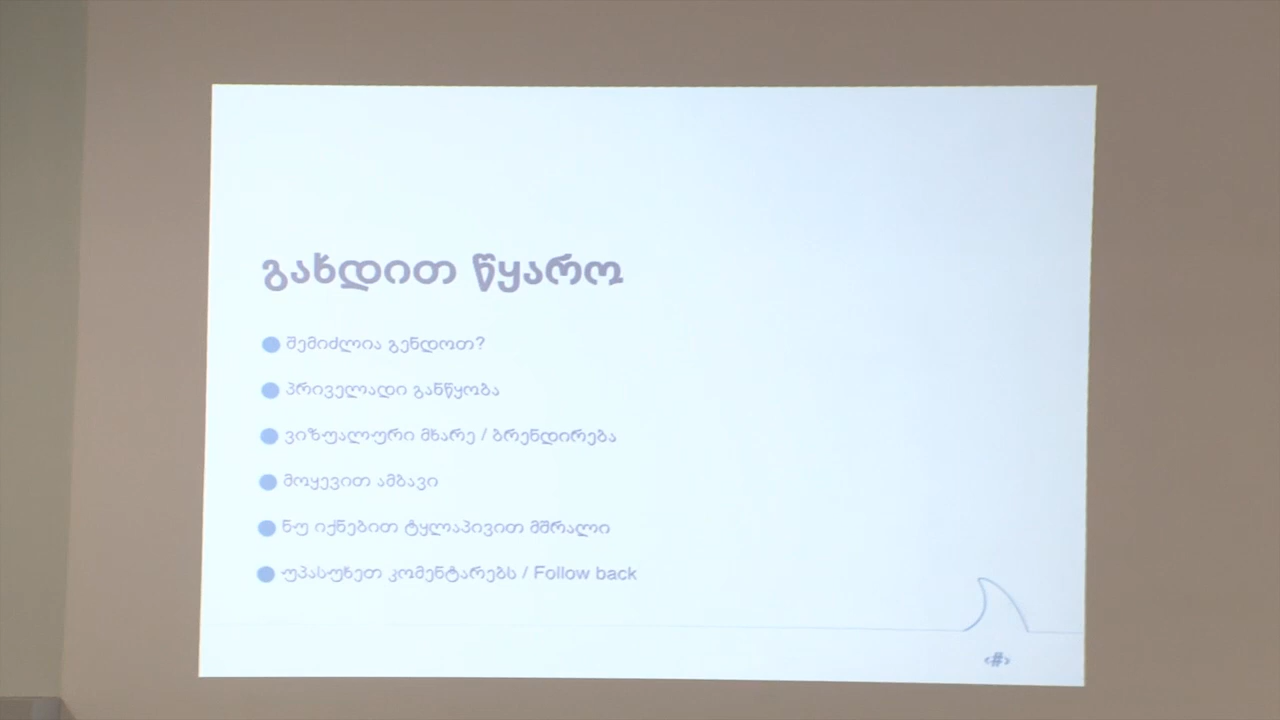 გახდით წყარო
შემიძლია გენდოთ?
პრიველადი განწყობა
ვიზუალური მხარე / ბრენდირება
მოყევით ამბავი
ნუ იქნებით ტყლაპივით მშრალი
უპასუხეთ კომენტარებს / Follow back
‹#›